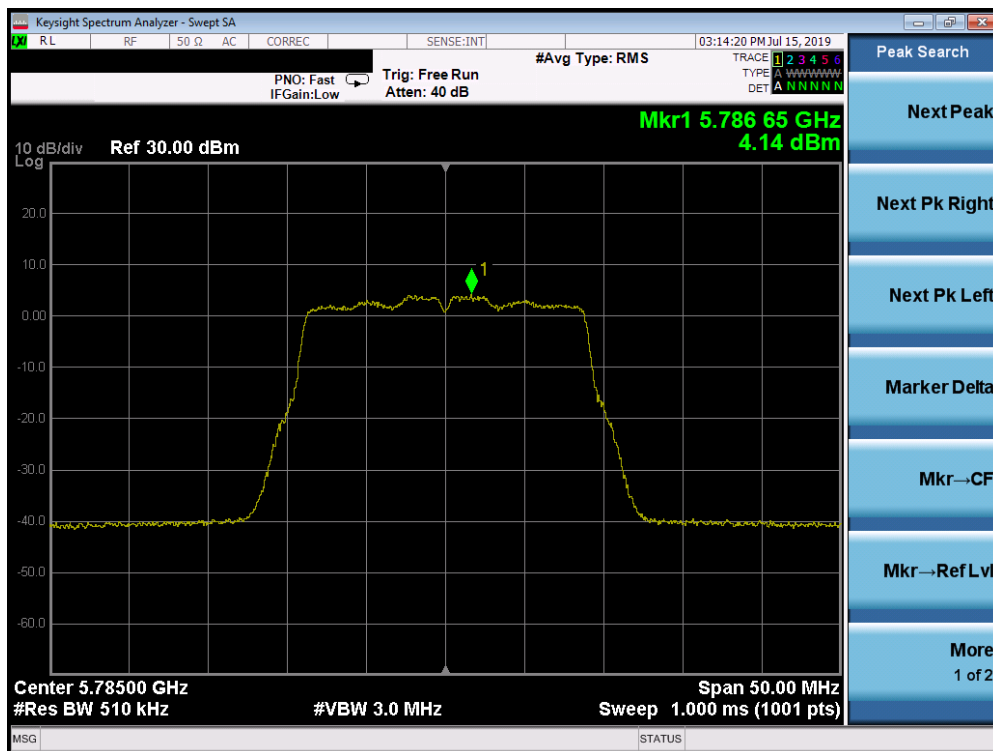 Keysight Spectrum Analyzer - Swept SA
LXI RL RF 50 Ω AC CORREC SENSE:INT 03:14:20 PM Jul 15, 2019
#Avg Type: RMS TRACE 1 2 3 4 5 6
PNO: Fast Trig: Free Run TYPE A WWWWW
IFGain:Low Atten: 40 dB DET A N N N N N
Mkr1 5.786 65 GHz
4.14 dBm
10 dB/div Ref 30.00 dBm
Log
20.0
10.0
1
0.00
-10.0
-20.0
-30.0
-40.0
-50.0
-60.0
Center 5.78500 GHz Span 50.00 MHz
#Res BW 510 kHz #VBW 3.0 MHz Sweep 1.000 ms (1001 pts)
MSG STATUS
Peak Search
Next Peak
Next Pk Right
Next Pk Left
Marker Delta
Mkr→CF
Mkr→Ref Lvl
More
1 of 2